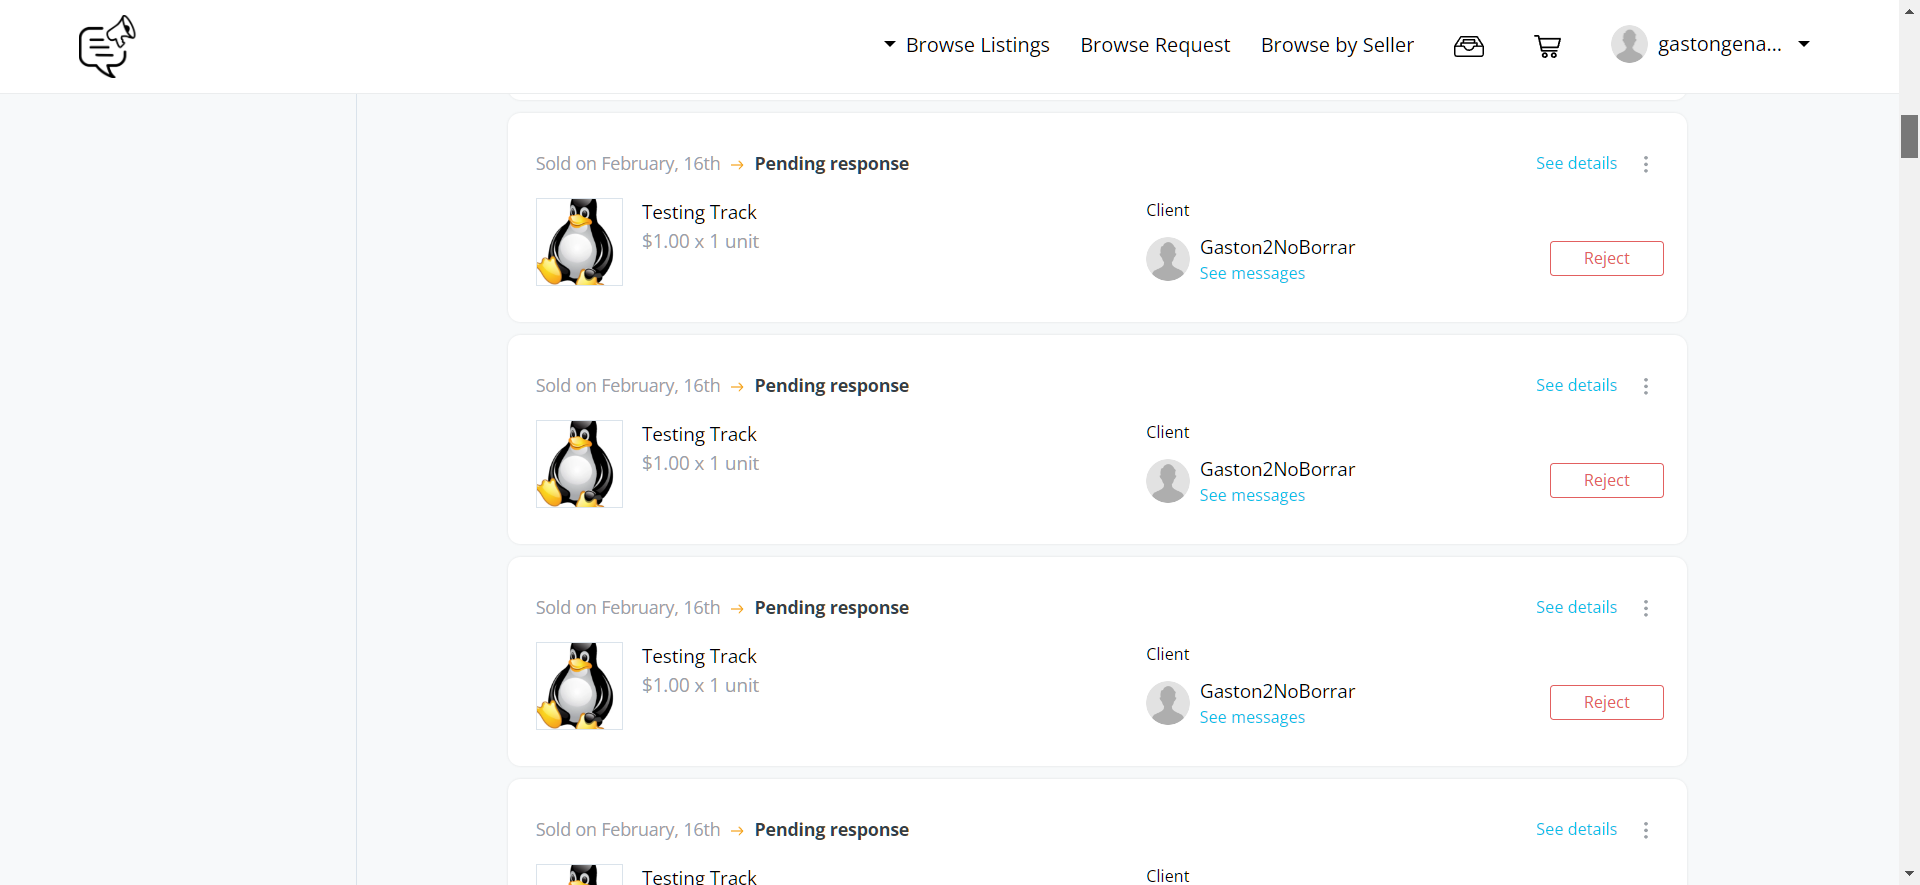 Browse Listings Browse Request Browse by Seller gastongena...
Sold on February, 16th → Pending response See details
Testing Track
$1.00 x 1 unit
Client
Gaston2NoBorrar
See messages
Reject
Sold on February, 16th → Pending response See details
Testing Track
$1.00 x 1 unit
Client
Gaston2NoBorrar
See messages
Reject
Sold on February, 16th → Pending response See details
Testing Track
$1.00 x 1 unit
Client
Gaston2NoBorrar
See messages
Reject
Sold on February, 16th → Pending response See details
Testing Track
Client